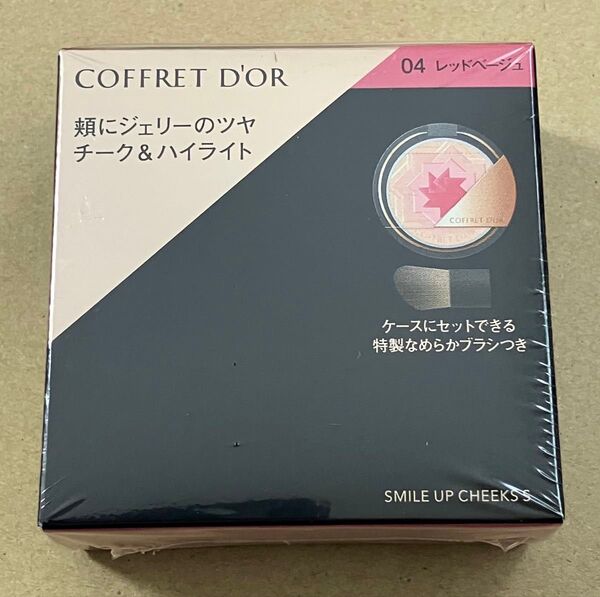 COFFRET D'OR
04 レッドベージュ
頬にジェリーのツヤ
チーク&ハイライト
COFFRET D'OR
ケースにセットできる
特製なめらかブラシつき
SMILE UP CHEEKS S